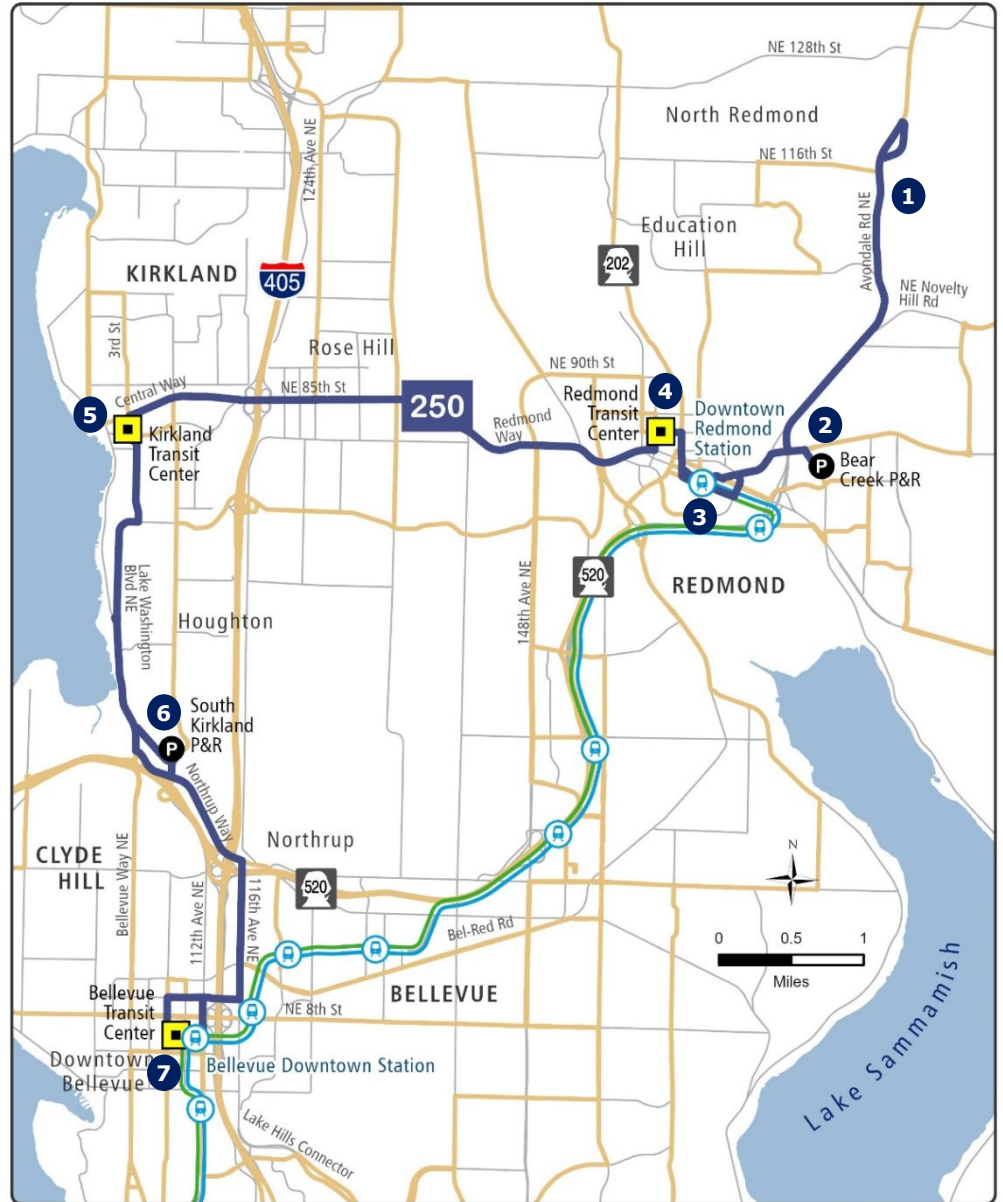 NE 128th St
North Redmond
NE 116th St
1
124th Ave NE
Avondale Rd NE
Education
Hill
202
KIRKLAND
405
NE Novelty
Hill Rd
3rd St
Rose Hill
NE 90th St
Central Way
NE 85th St
250
Redmond
Way
4
Redmond
Transit
Center
Downtown
Redmond
Station
5
Kirkland
Transit
Center
2
P
Bear
Creek P&R
3
520
REDMOND
148th Ave NE
Lake Washington
Blvd NE
Houghton
6
South
Kirkland
P&R
P
Northrup Way
Northrup
CLYDE
HILL
Bellevue Way NE
112th Ave NE
116th Ave NE
520
N
Bel-Red Rd
0 0.5 1
Miles
Bellevue
Transit
Center
BELLEVUE
NE 8th St
Downtown
Bellevue
7
Bellevue Downtown Station
Lake Hills Connector
Lake Sammamish